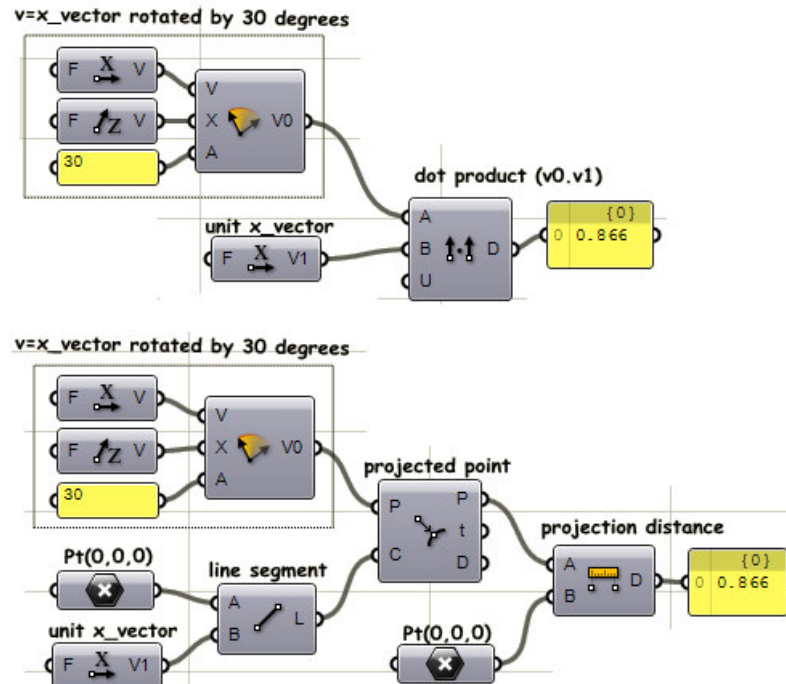 v=x_vector rotated by 30 degrees
F X V
V
F Z V
X V0
30
A
dot product (v0.v1)
A
{0}
unit x_vector
B D
0 0.866
F X V1
U
v=x_vector rotated by 30 degrees
F X V
V
F Z V
X V0
A
30
projected point
P P
t
projection distance
C
D
{0}
Pt(0,0,0)
line segment
A
D
0 0.866
B
A
L
unit x_vector
B
Pt(0,0,0)
F X V1